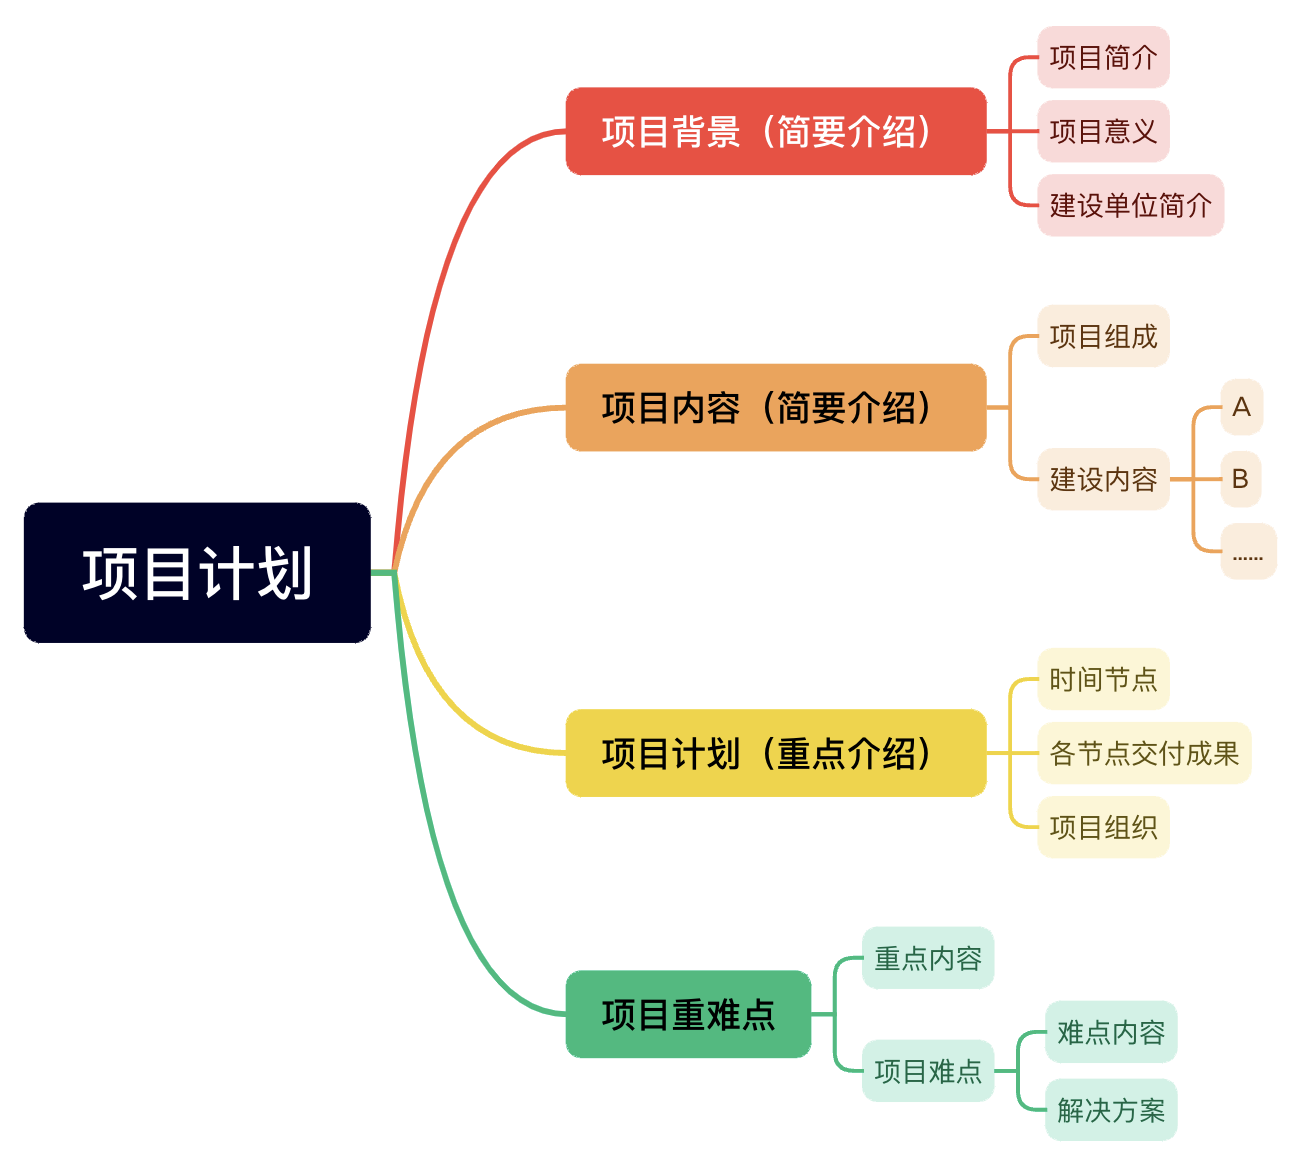 项目计划
项目背景（简要介绍）
项目简介
项目意义
建设单位简介
项目内容（简要介绍）
项目组成
建设内容
A
B
......
项目计划（重点介绍）
时间节点
各节点交付成果
项目组织
项目重难点
重点内容
项目难点
难点内容
解决方案